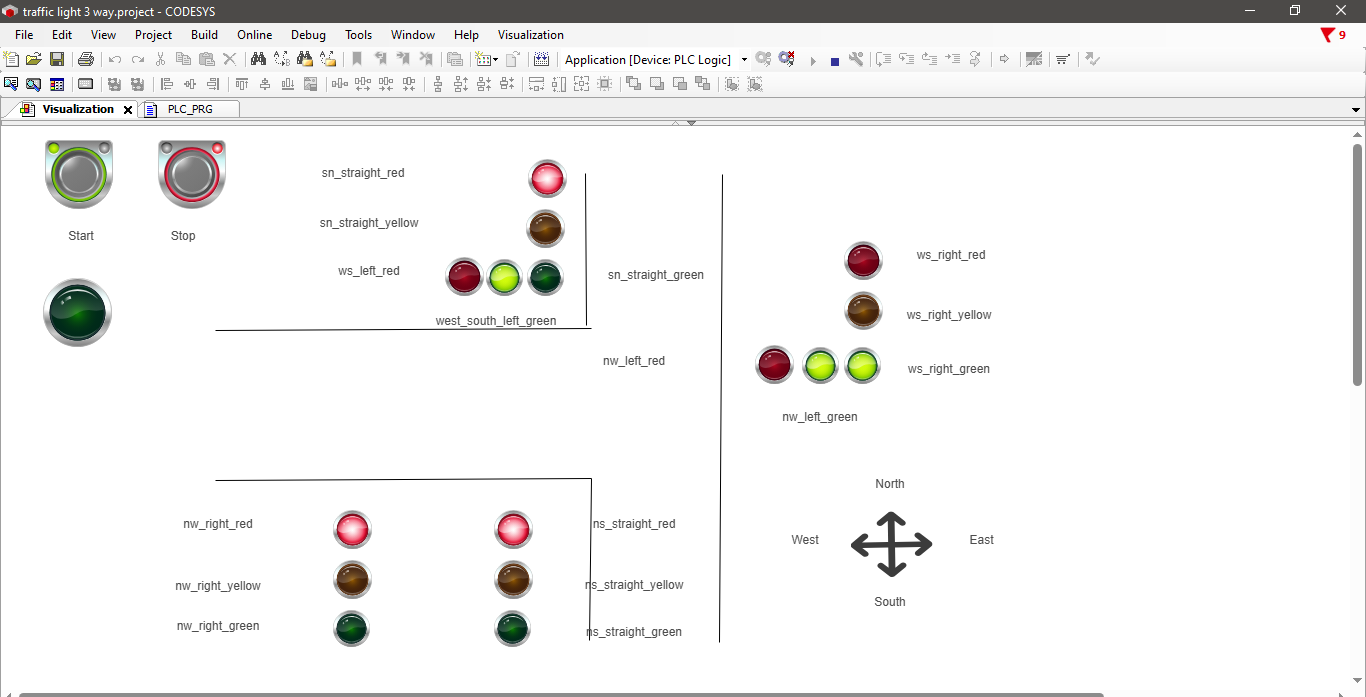 traffic light 3 way.project - CODESYS
File Edit View Project Build Online Debug Tools Window Help Visualization
9
Application [Device: PLC Logic]
Visualization PLC_PRG
sn_straight_red
sn_straight_yellow
Start Stop
ws_right_red
ws_left_red
sn_straight_green
ws_right_yellow
west_south_left_green
nw_left_red
ws_right_green
nw_left_green
North
nw_right_red
ns_straight_red
West
East
nw_right_yellow
ns_straight_yellow
South
nw_right_green
ns_straight_green